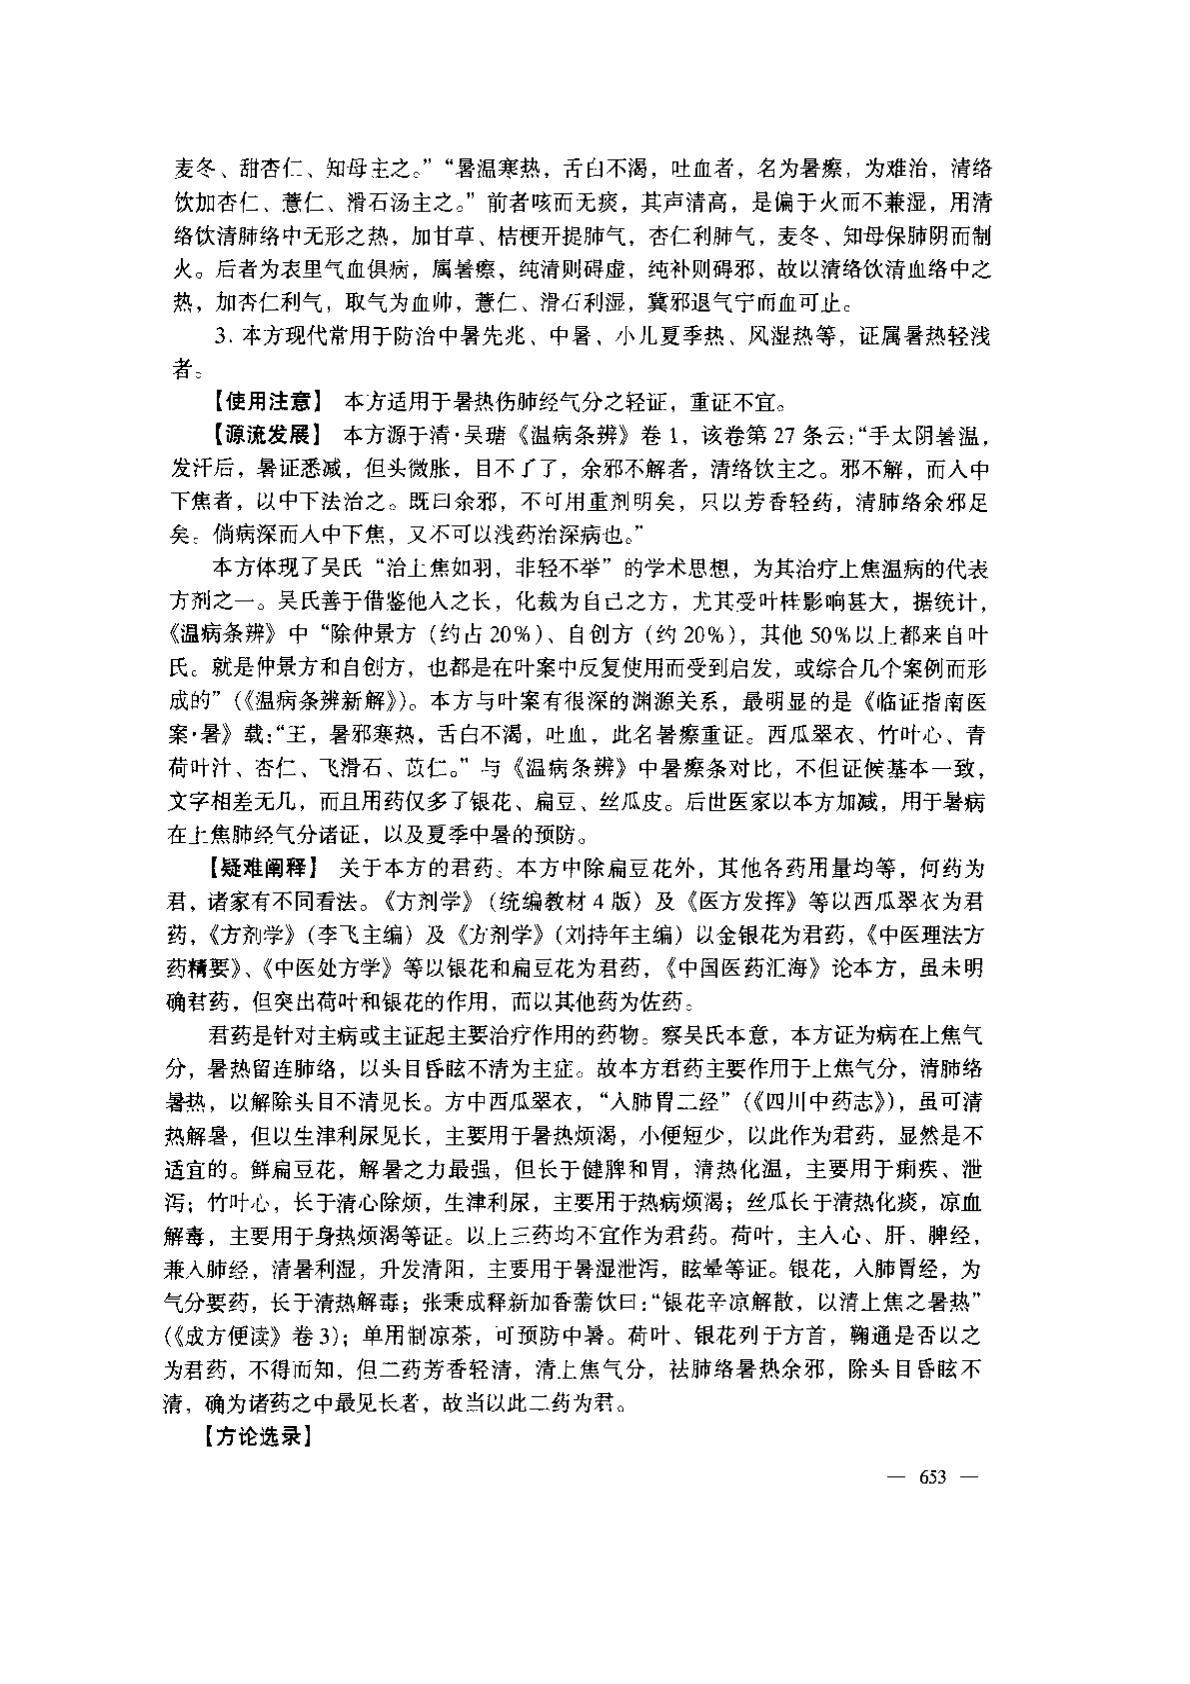 麦冬、甜杏仁、知母主之。”“暑温寒热，舌白不渴，吐血者，名为暑瘵，为难治，清络
饮加杏仁、薏仁、滑石汤主之。”前者咳而无痰，其声清高，是偏于火而不兼湿，用清
络饮清肺络中无形之热，加甘草、桔梗开提肺气，杏仁利肺气，麦冬、知母保肺阴而制
火。后者为表里气血俱病，属暑瘵，纯清则碍虚，纯补则碍邪，故以清络饮清血络中之
热，加杏仁利气，取气为血帅，薏仁、滑石利湿，冀邪退气宁而血可止。
3. 本方现代常用于防治中暑先兆、中暑、小儿夏季热、风湿热等，证属暑热轻浅
者。
【使用注意】 本方适用于暑热伤肺经气分之轻证，重证不宜。
【源流发展】 本方源于清·吴瑭《温病条辨》卷 1，该卷第 27 条云：“手太阴暑温，
发汗后，暑证悉减，但头微胀，目不了了，余邪不解者，清络饮主之。邪不解，而入中
下焦者，以中下法治之。既曰余邪，不可用重剂明矣，只以芳香轻药，清肺络余邪足
矣。倘病深而入中下焦，又不可以浅药治深病也。”
本方体现了吴氏“治上焦如羽，非轻不举”的学术思想，为其治疗上焦温病的代表
方剂之一。吴氏善于借鉴他人之长，化裁为自己之方，尤其受叶桂影响甚大，据统计，
《温病条辨》中“除仲景方（约占 20%）、自创方（约 20%），其他 50%以上都来自叶
氏。就是仲景方和自创方，也都是在叶案中反复使用而受到启发，或综合几个案例而形
成的”（《温病条辨新解》）。本方与叶案有很深的渊源关系，最明显的是《临证指南医
案·暑》载：“王，暑邪寒热，舌白不渴，吐血，此名暑瘵重证。西瓜翠衣、竹叶心、青
荷叶汁、杏仁、飞滑石、苡仁。”与《温病条辨》中暑瘵条对比，不但证候基本一致，
文字相差无几，而且用药仅多了银花、扁豆、丝瓜皮。后世医家以本方加减，用于暑病
在上焦肺经气分诸证，以及夏季中暑的预防。
【疑难阐释】 关于本方的君药。本方中除扁豆花外，其他各药用量均等，何药为
君，诸家有不同看法。《方剂学》（统编教材 4 版）及《医方发挥》等以西瓜翠衣为君
药，《方剂学》（李飞主编）及《方剂学》（刘持年主编）以金银花为君药，《中医理法方
药精要》、《中医处方学》等以银花和扁豆花为君药，《中国医药汇海》论本方，虽未明
确君药，但突出荷叶和银花的作用，而以其他药为佐药。
君药是针对主病或主证起主要治疗作用的药物。察吴氏本意，本方证为病在上焦气
分，暑热留连肺络，以头目昏眩不清为主症。故本方君药主要作用于上焦气分，清肺络
暑热，以解除头目不清见长。方中西瓜翠衣，“入肺胃二经”（《四川中药志》），虽可清
热解暑，但以生津利尿见长，主要用于暑热烦渴，小便短少，以此作为君药，显然是不
适宜的。鲜扁豆花，解暑之力最强，但长于健脾和胃，清热化温，主要用于痢疾、泄
泻；竹叶心，长于清心除烦，生津利尿，主要用于热病烦渴；丝瓜长于清热化痰，凉血
解毒，主要用于身热烦渴等证。以上三药均不宜作为君药。荷叶，主入心、肝、脾经，
兼入肺经，清暑利湿，升发清阳，主要用于暑湿泄泻，眩晕等证。银花，入肺胃经，为
气分要药，长于清热解毒；张秉成释新加香薷饮曰：“银花辛凉解散，以清上焦之暑热”
（《成方便读》卷 3）；单用制凉茶，可预防中暑。荷叶、银花列于方首，鞠通是否以之
为君药，不得而知，但二药芳香轻清，清上焦气分，祛肺络暑热余邪，除头目昏眩不
清，确为诸药之中最见长者，故当以此二药为君。
【方论选录】
— 653 —